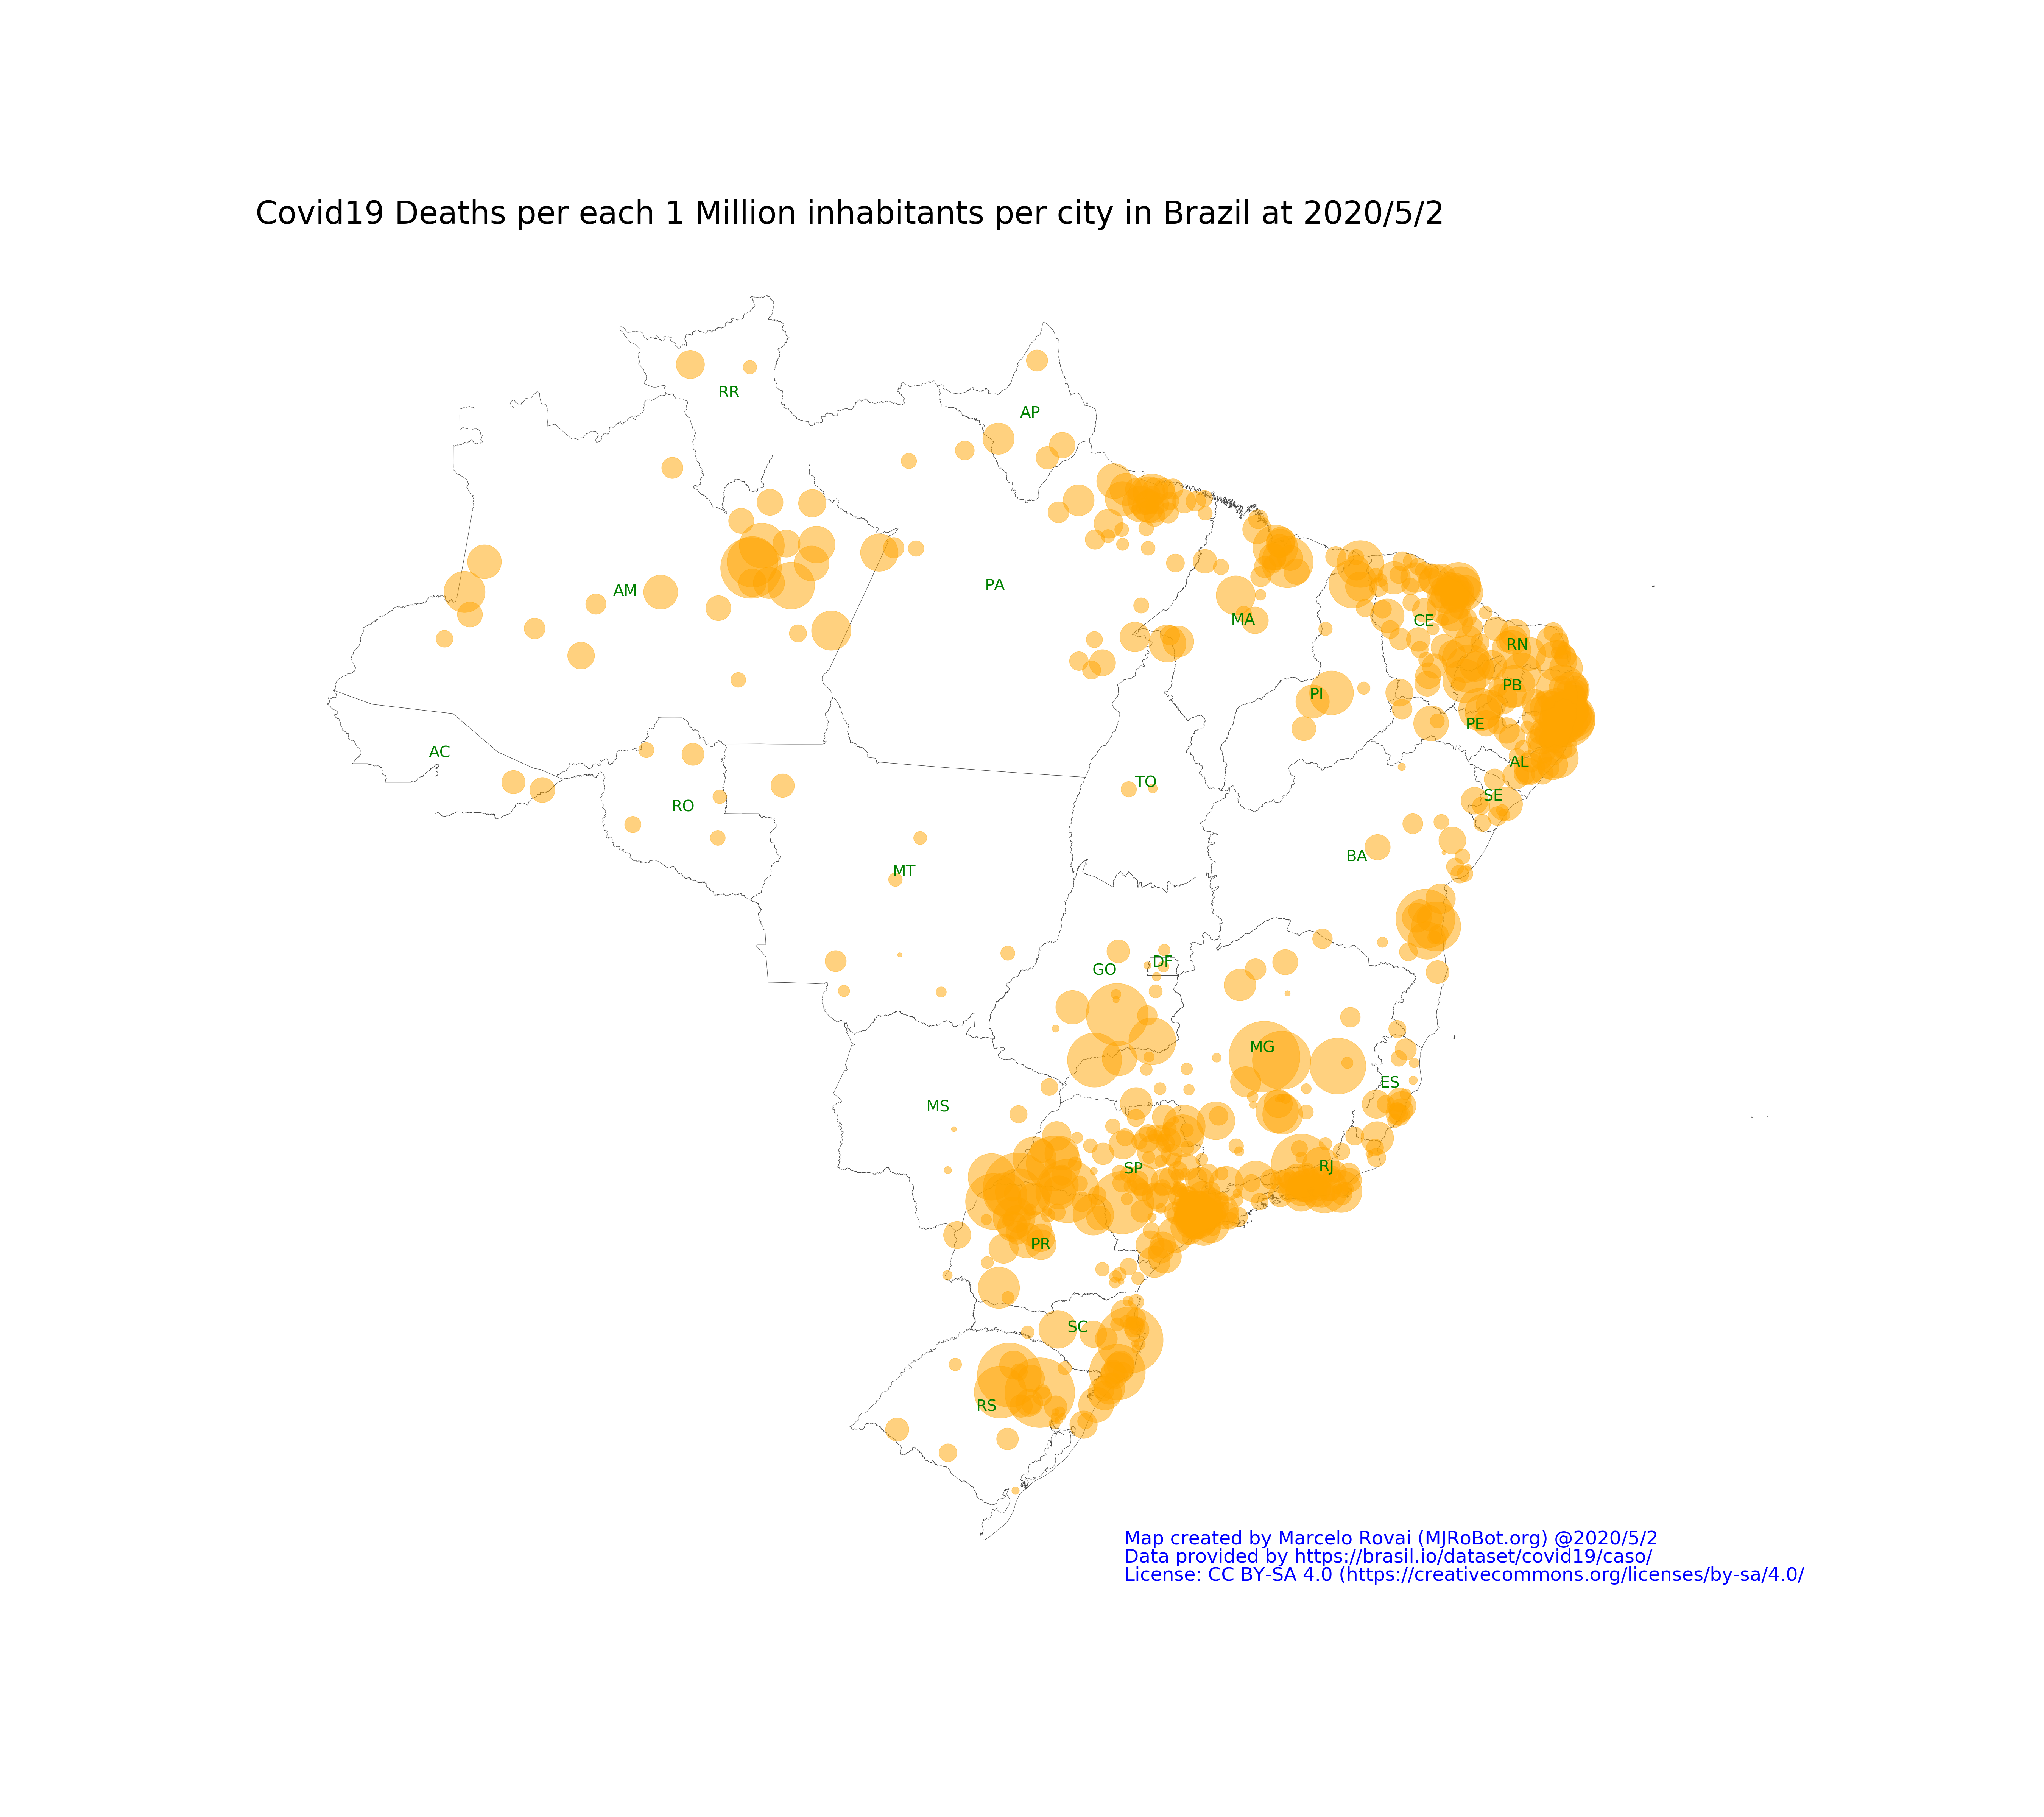 Covid19 Deaths per each 1 Million inhabitants per city in Brazil at 2020/5/2
RR
AP
AM
PA
MA
CE
RN
PI
PB
PE
AC
AL
TO
SE
RO
BA
MT
DF
GO
MG
ES
MS
RJ
SP
PR
SC
RS
Map created by Marcelo Rovai (MJRoBot.org) @2020/5/2
Data provided by https://brasil.io/dataset/covid19/caso/
License: CC BY-SA 4.0 (https://creativecommons.org/licenses/by-sa/4.0/